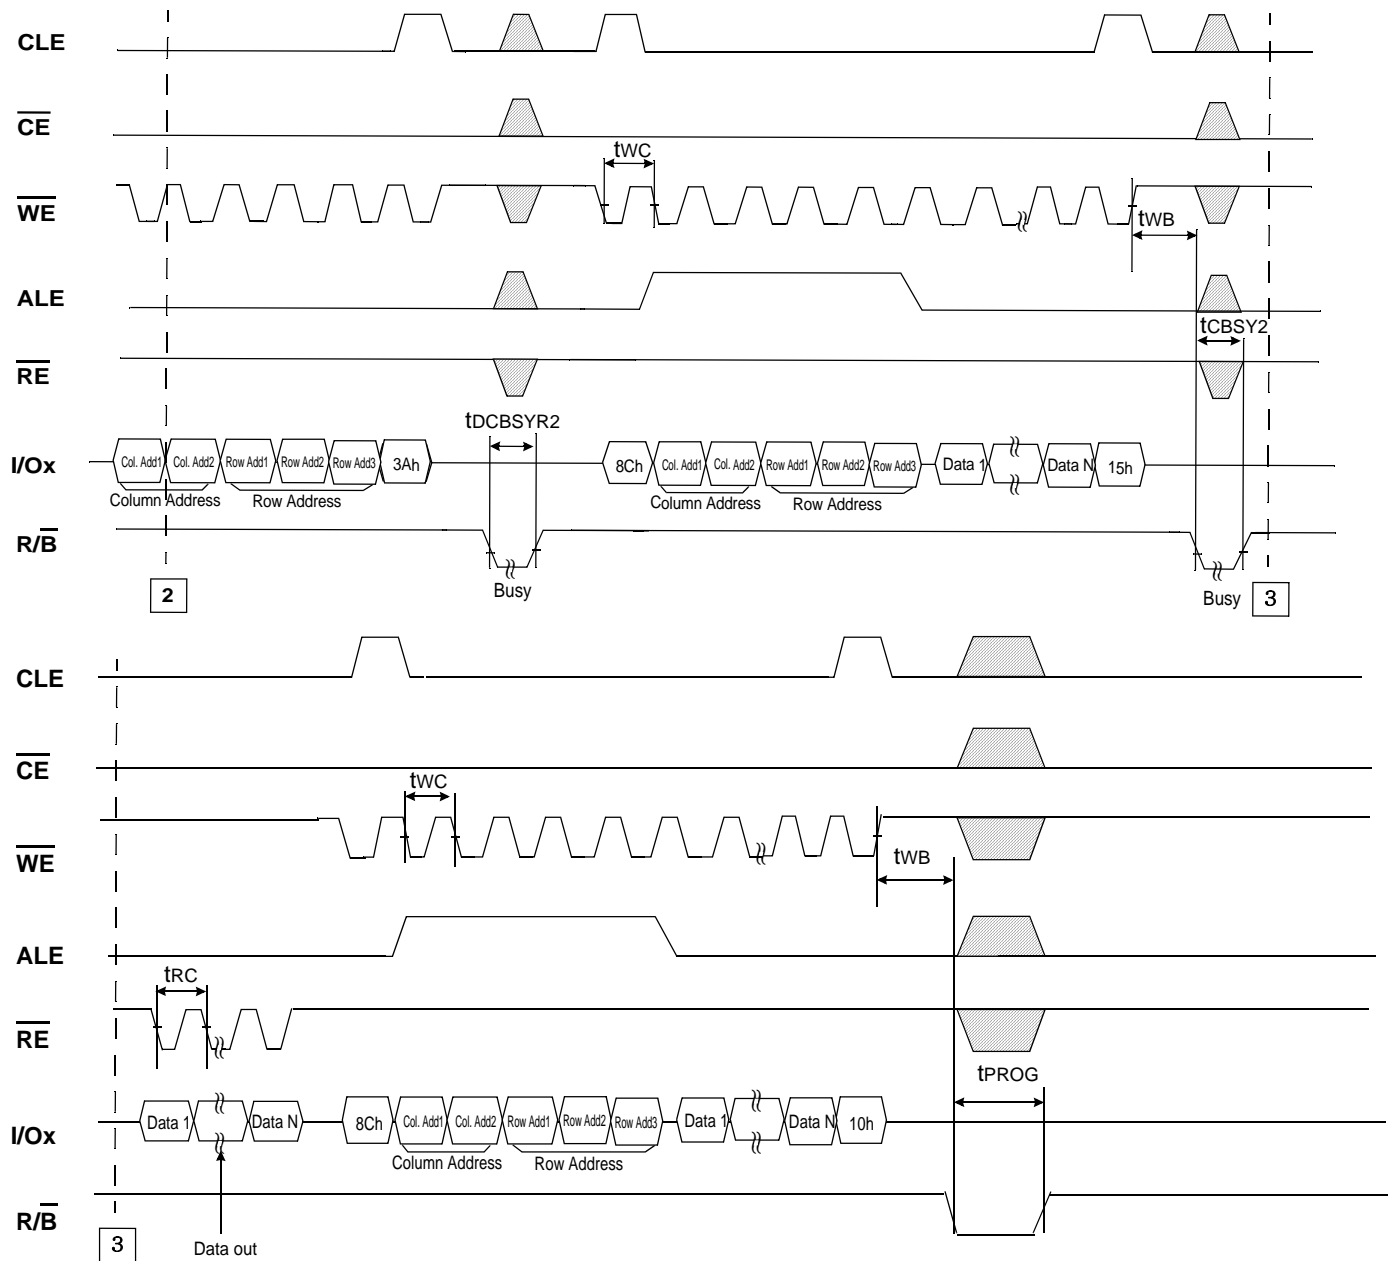 CLE
CE
tWC
WE
tWB
ALE
tCBSY2
RE
tDCBSYR2
I/Ox
Col. Add1 Col. Add2 Row Add1 Row Add2 Row Add3 3Ah 8Ch Col. Add1 Col. Add2 Row Add1 Row Add2 Row Add3 Data 1 Data N 15h
Column Address Row Address Column Address Row Address
R/B
Busy Busy
2 3
CLE
CE
tWC
WE
tWB
ALE
tRC
RE
tPROG
I/Ox
Data 1 Data N 8Ch Col. Add1 Col. Add2 Row Add1 Row Add2 Row Add3 Data 1 Data N 10h
Column Address Row Address
R/B
3
Data out